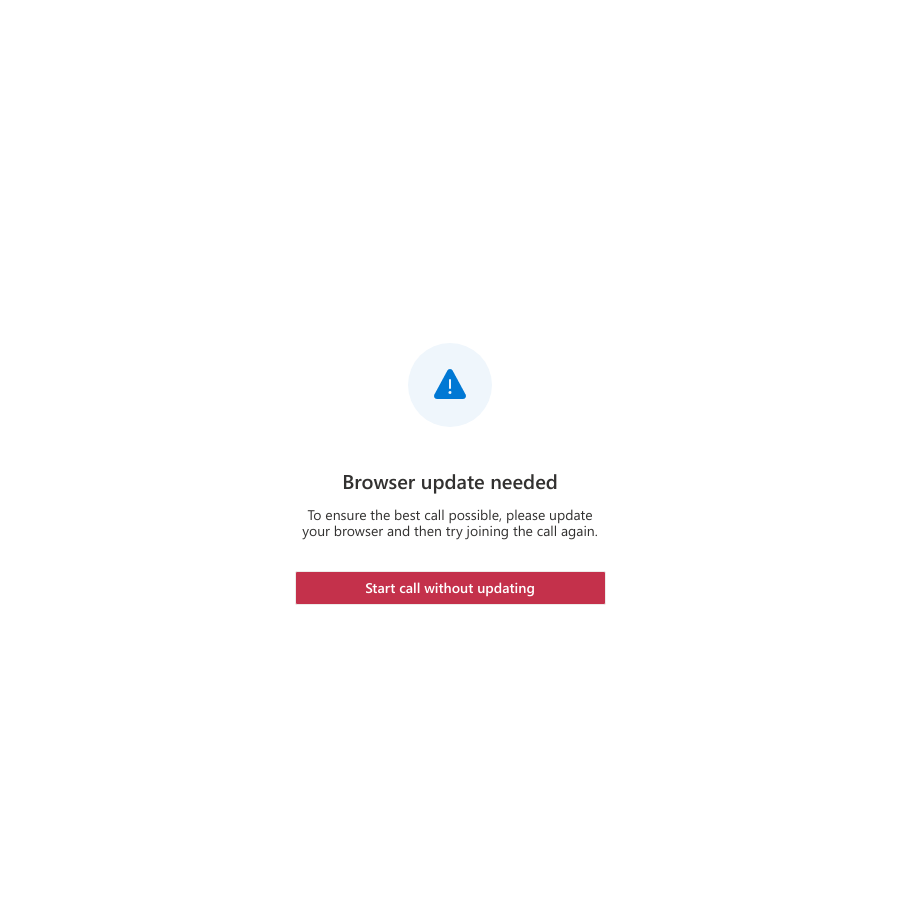 Browser update needed
To ensure the best call possible, please update
your browser and then try joining the call again.
Start call without updating